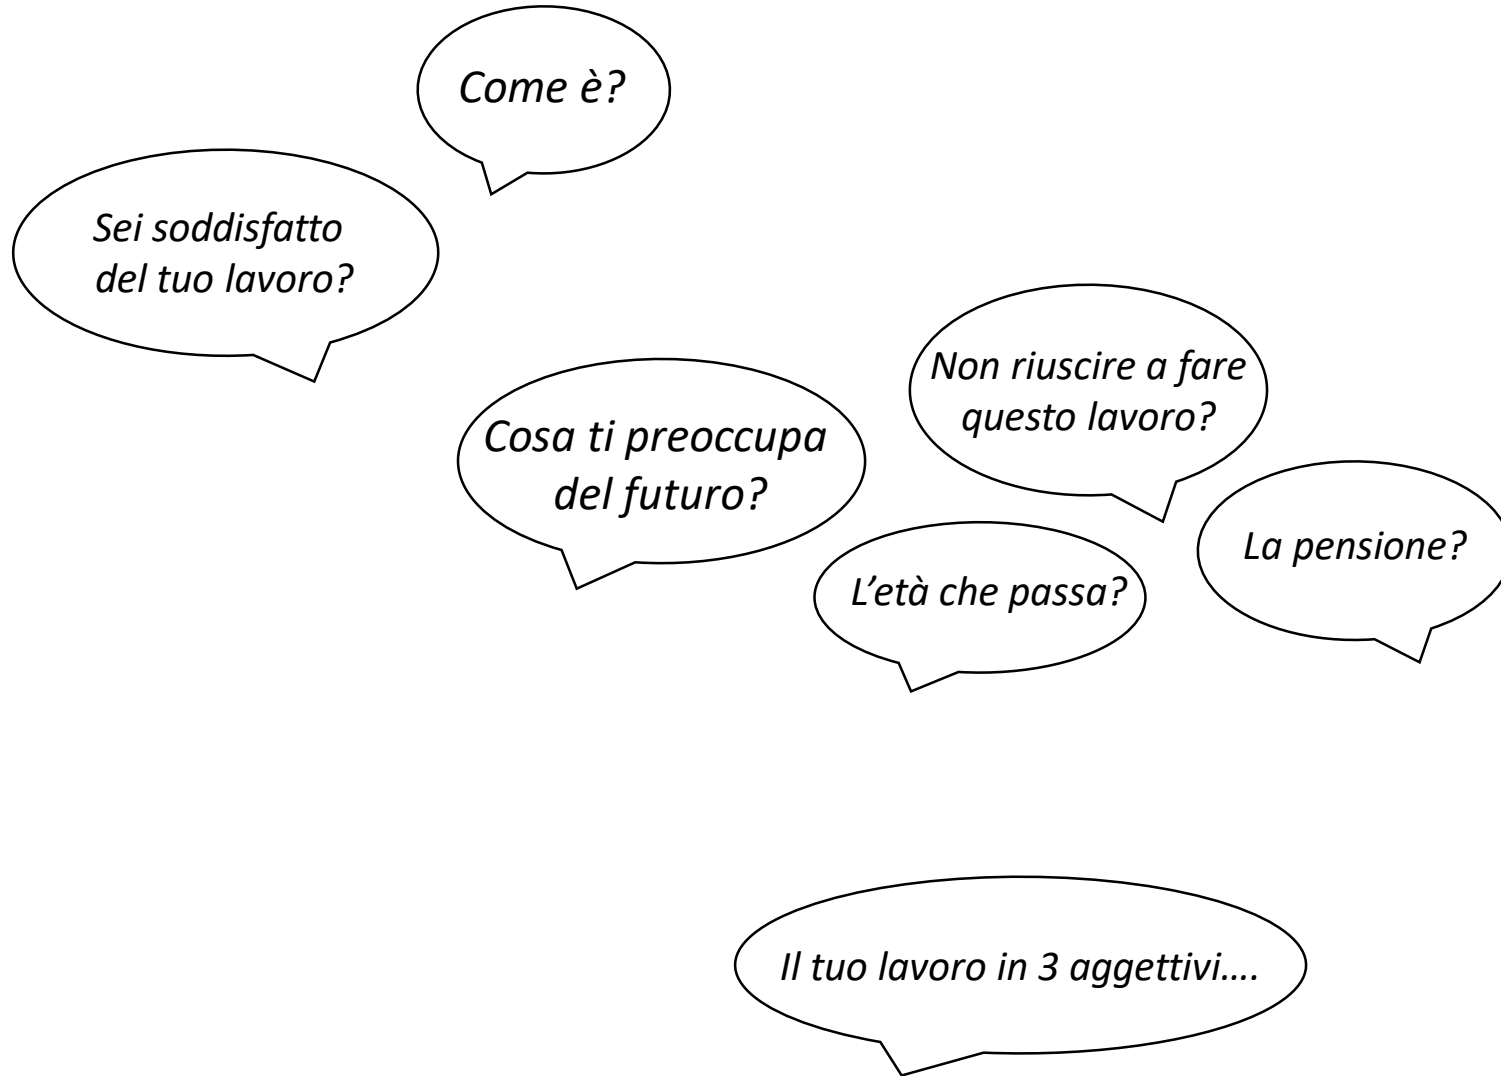 Come è?
Sei soddisfatto
del tuo lavoro?
Non riuscire a fare
questo lavoro?
Cosa ti preoccupa
del futuro?
La pensione?
L’età che passa?
Il tuo lavoro in 3 aggettivi....